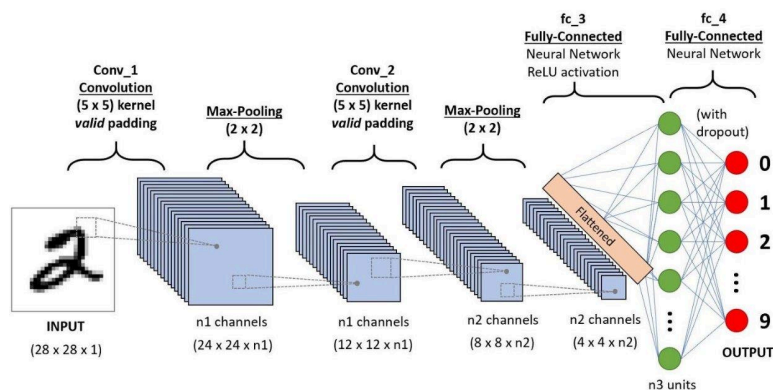 fc_3
Fully-Connected
Neural Network
ReLU activation
fc_4
Fully-Connected
Neural Network
Conv_1
Convolution
(5 x 5) kernel
valid padding
Max-Pooling
(2 x 2)
Conv_2
Convolution
(5 x 5) kernel
valid padding
Max-Pooling
(2 x 2)
(with
dropout)
Flattened
0
1
2
9
2
INPUT
(28 x 28 x 1)
n1 channels
(24 x 24 x n1)
n1 channels
(12 x 12 x n1)
n2 channels
(8 x 8 x n2)
n2 channels
(4 x 4 x n2)
OUTPUT
n3 units